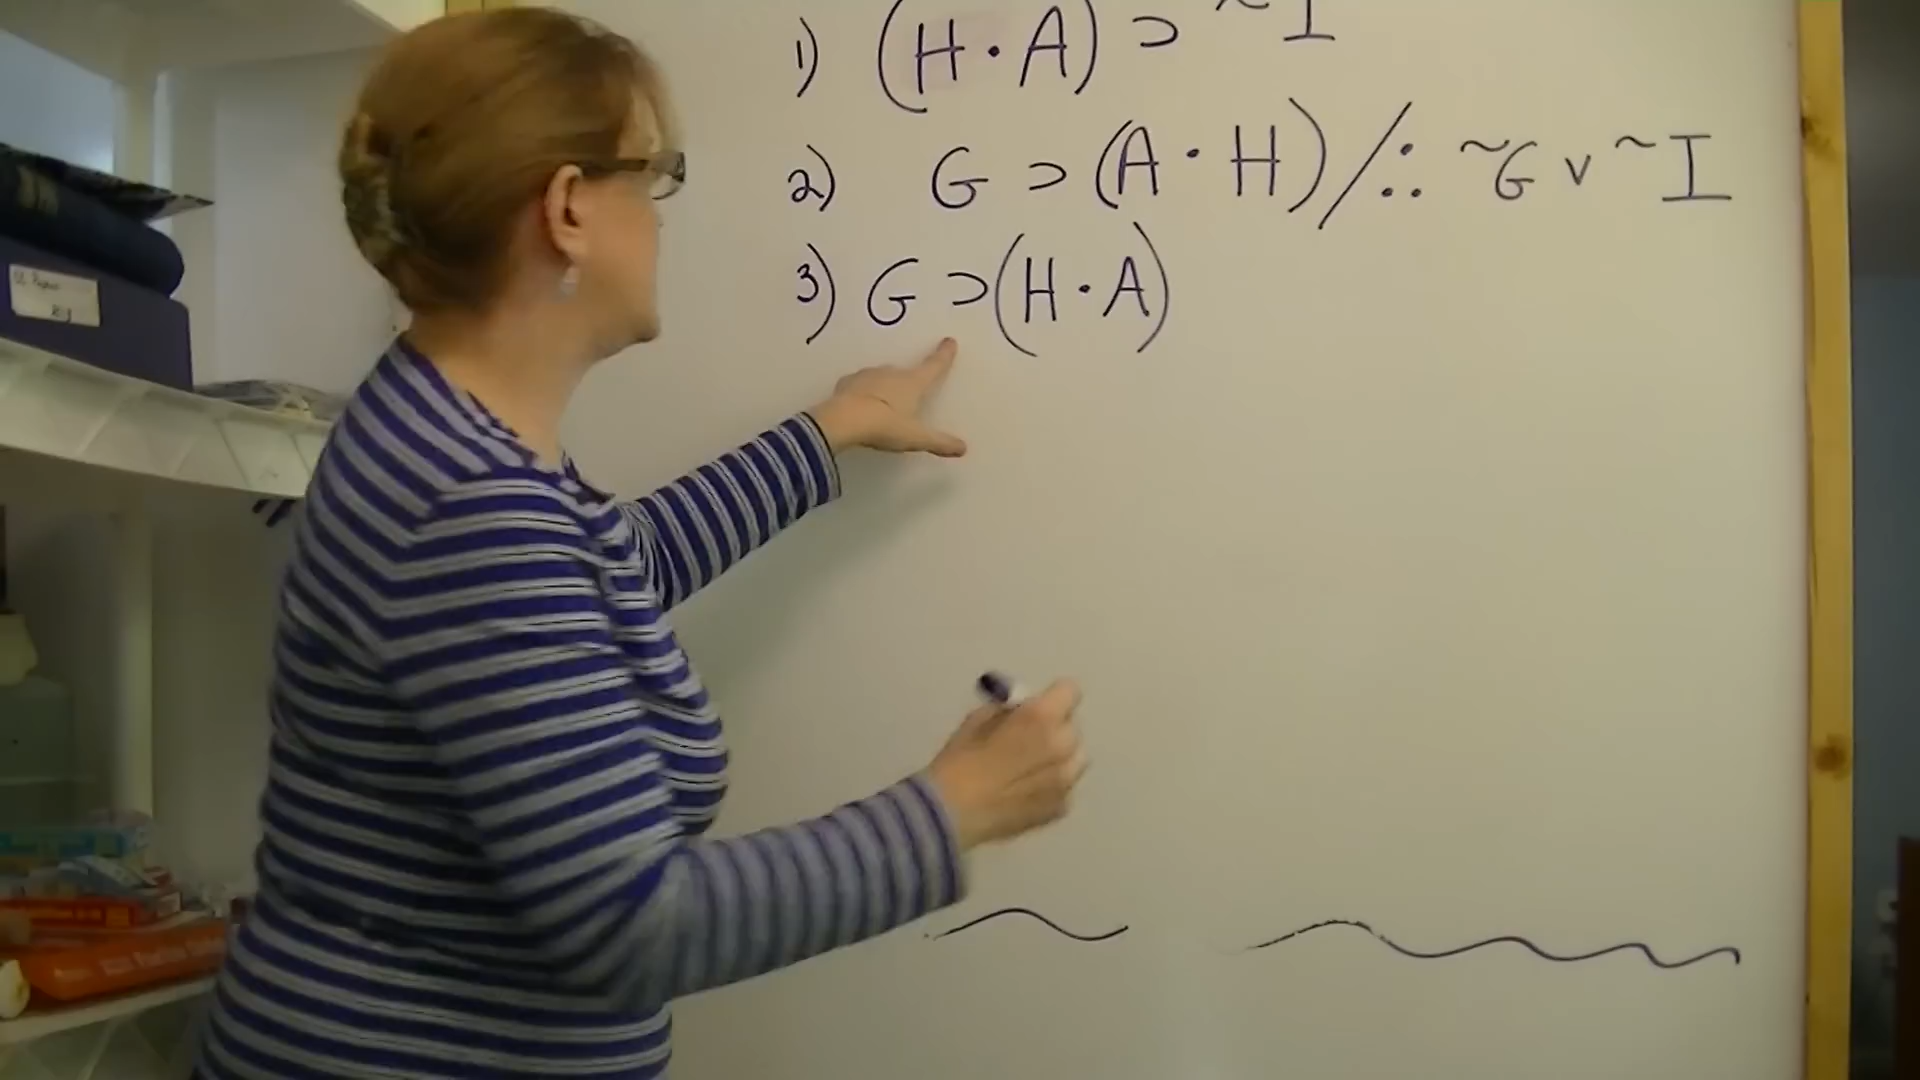 1) (H · A) ⊃ ~I
2) G ⊃ (A · H) / ∴ ~G v ~I
3) G ⊃ (H · A)